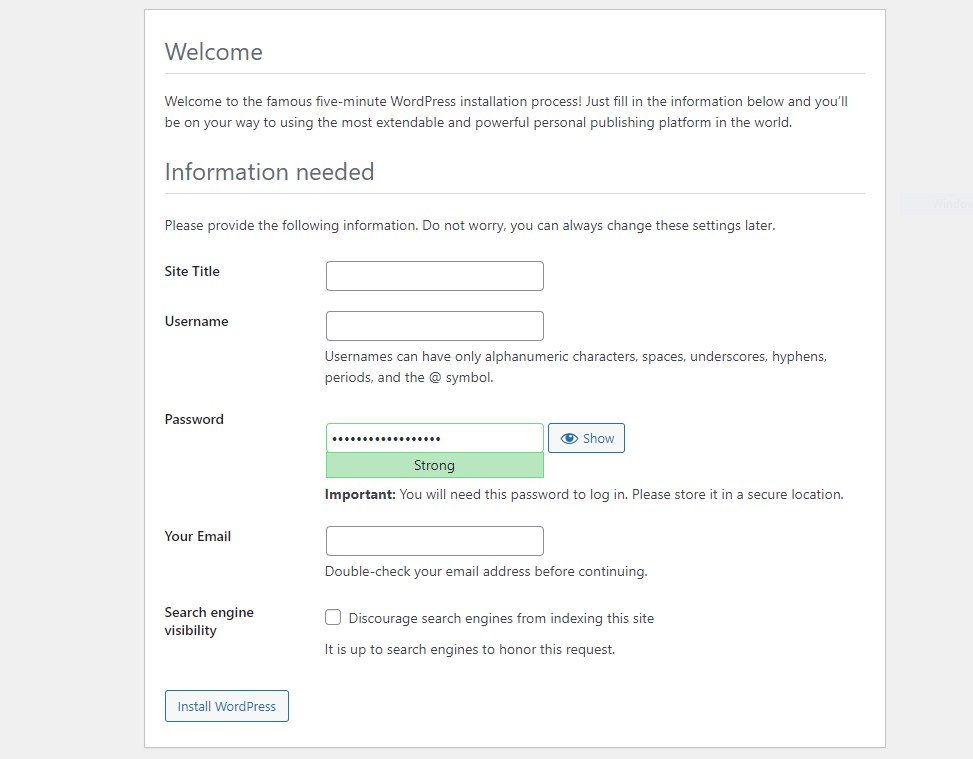 Welcome
Welcome to the famous five-minute WordPress installation process! Just fill in the information below and you'll
be on your way to using the most extendable and powerful personal publishing platform in the world.
Information needed
Please provide the following information. Do not worry, you can always change these settings later.
Site Title
Username
Usernames can have only alphanumeric characters, spaces, underscores, hyphens,
periods, and the @ symbol.
Password
•••••••••••••••••• Show
Strong
Important: You will need this password to log in. Please store it in a secure location.
Your Email
Double-check your email address before continuing.
Search engine
visibility
Discourage search engines from indexing this site
It is up to search engines to honor this request.
Install WordPress